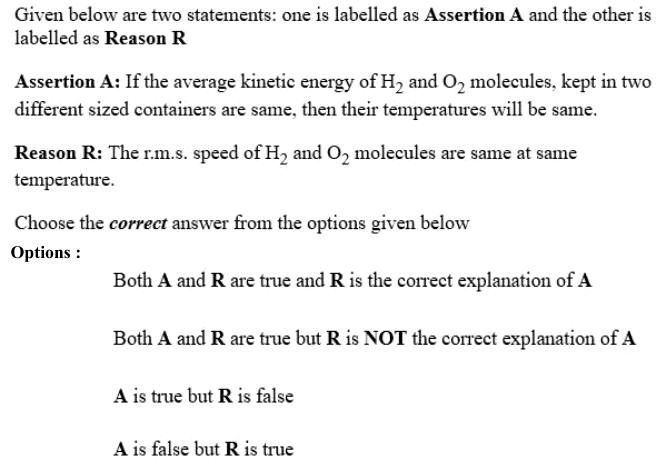 Given below are two statements: one is labelled as Assertion A and the other is
labelled as Reason R
Assertion A: If the average kinetic energy of H₂ and O₂ molecules, kept in two
different sized containers are same, then their temperatures will be same.
Reason R: The r.m.s. speed of H₂ and O₂ molecules are same at same
temperature.
Choose the correct answer from the options given below
Options :
Both A and R are true and R is the correct explanation of A
Both A and R are true but R is NOT the correct explanation of A
A is true but R is false
A is false but R is true